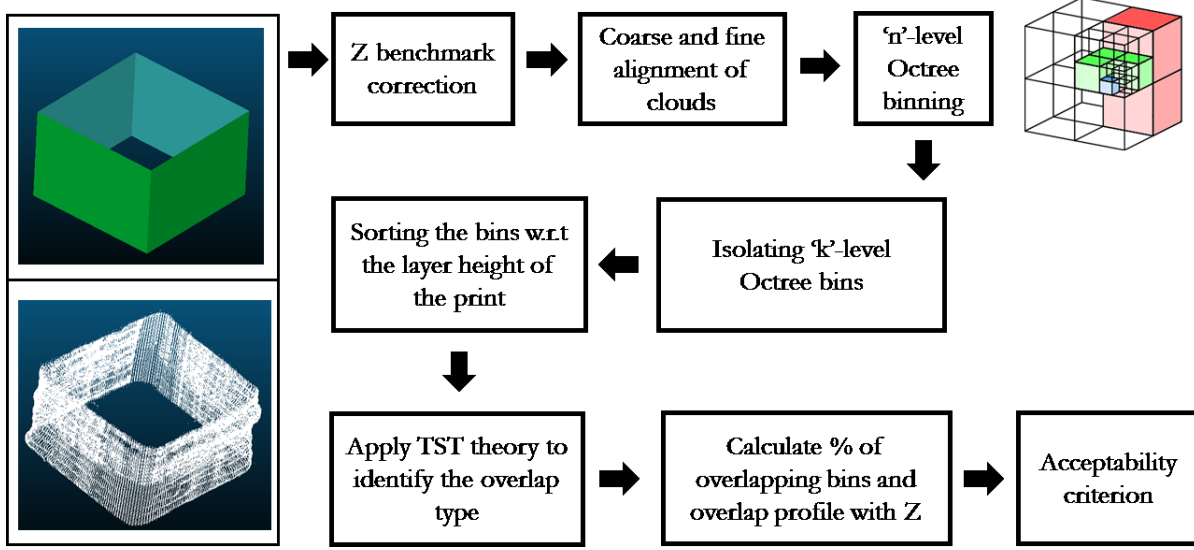 Z benchmark
correction
Coarse and fine
alignment of
clouds
‘n’-level
Octree
binning
Isolating ‘k’-level
Octree bins
Sorting the bins w.r.t
the layer height of
the print
Apply TST theory to
identify the overlap
type
Calculate % of
overlapping bins and
overlap profile with Z
Acceptability
criterion